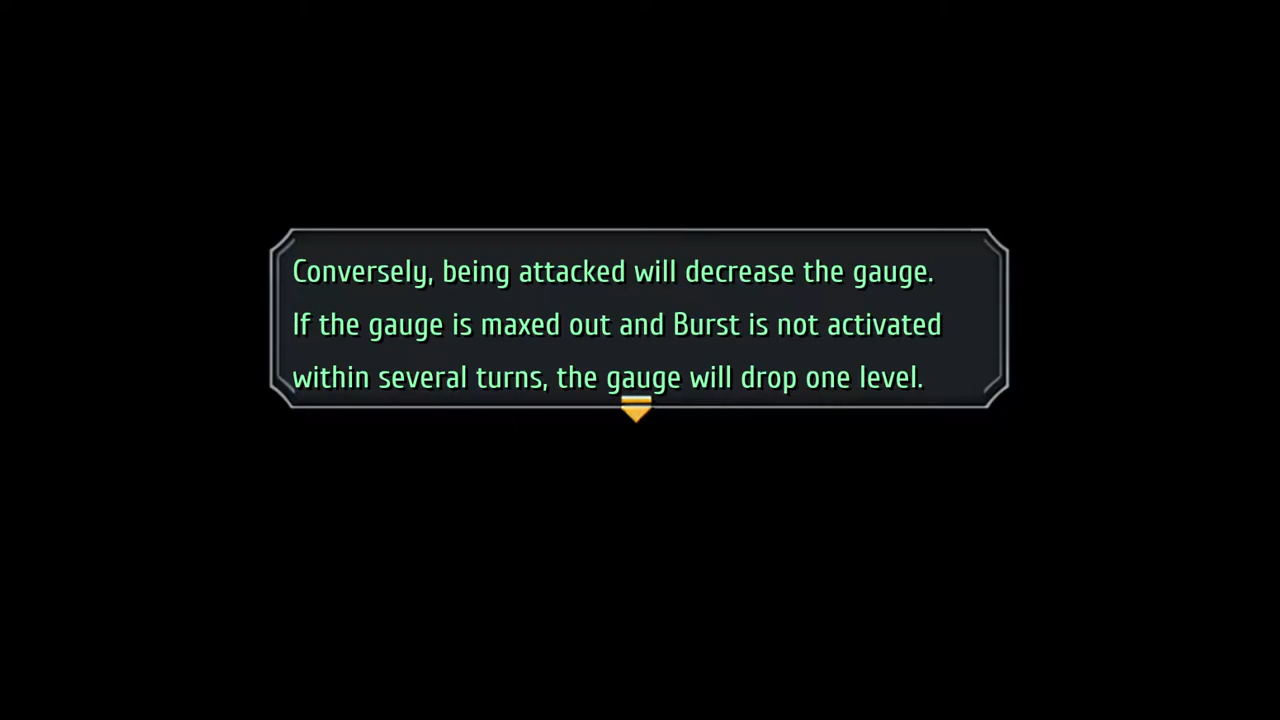 Conversely, being attacked will decrease the gauge.
If the gauge is maxed out and Burst is not activated
within several turns, the gauge will drop one level.